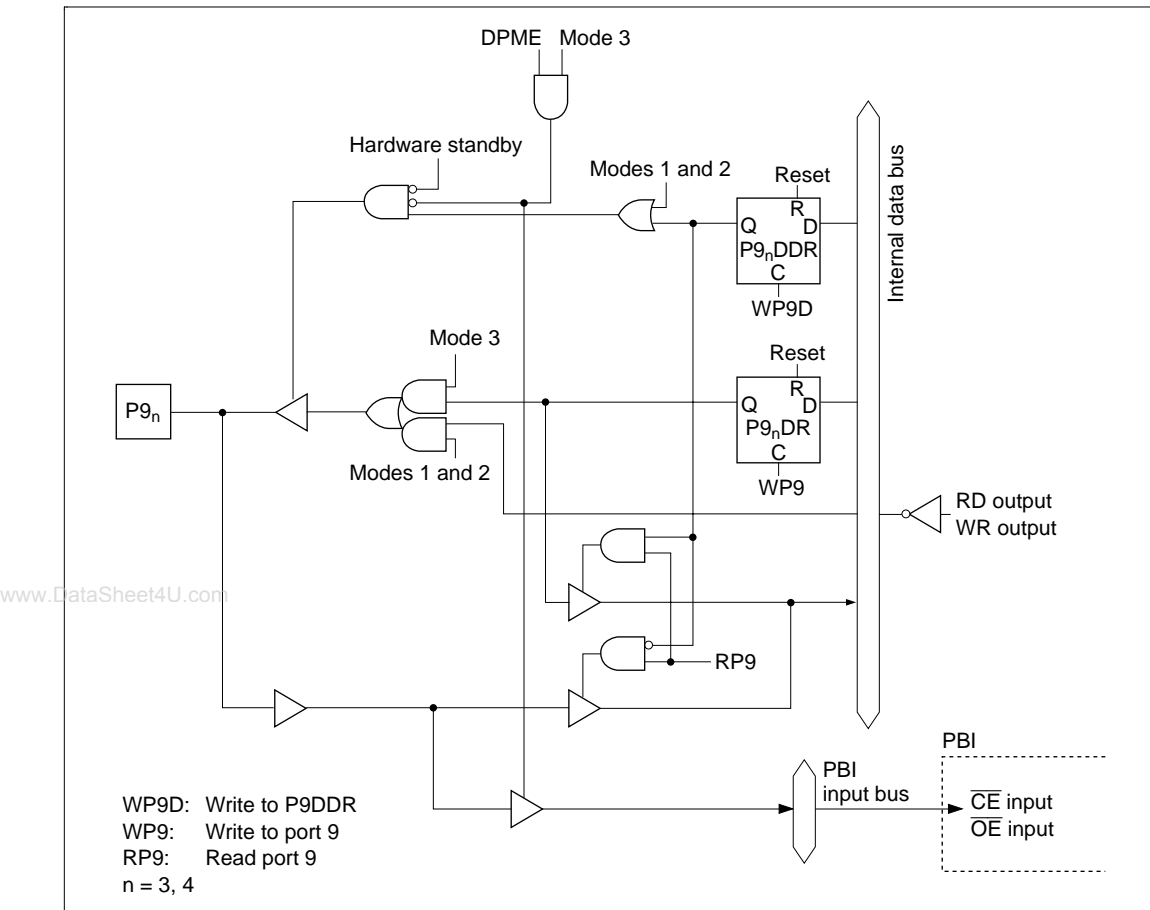 DPME Mode 3
Hardware standby
Modes 1 and 2
Reset
R
Q
D
P9nDDR
C
WP9D
Internal data bus
Mode 3
Reset
R
Q
D
P9nDR
C
WP9
P9n
Modes 1 and 2
RD output
WR output
www.DataSheet4U.com
RP9
PBI
PBI
input bus
CE input
OE input
WP9D: Write to P9DDR
WP9: Write to port 9
RP9: Read port 9
n = 3, 4